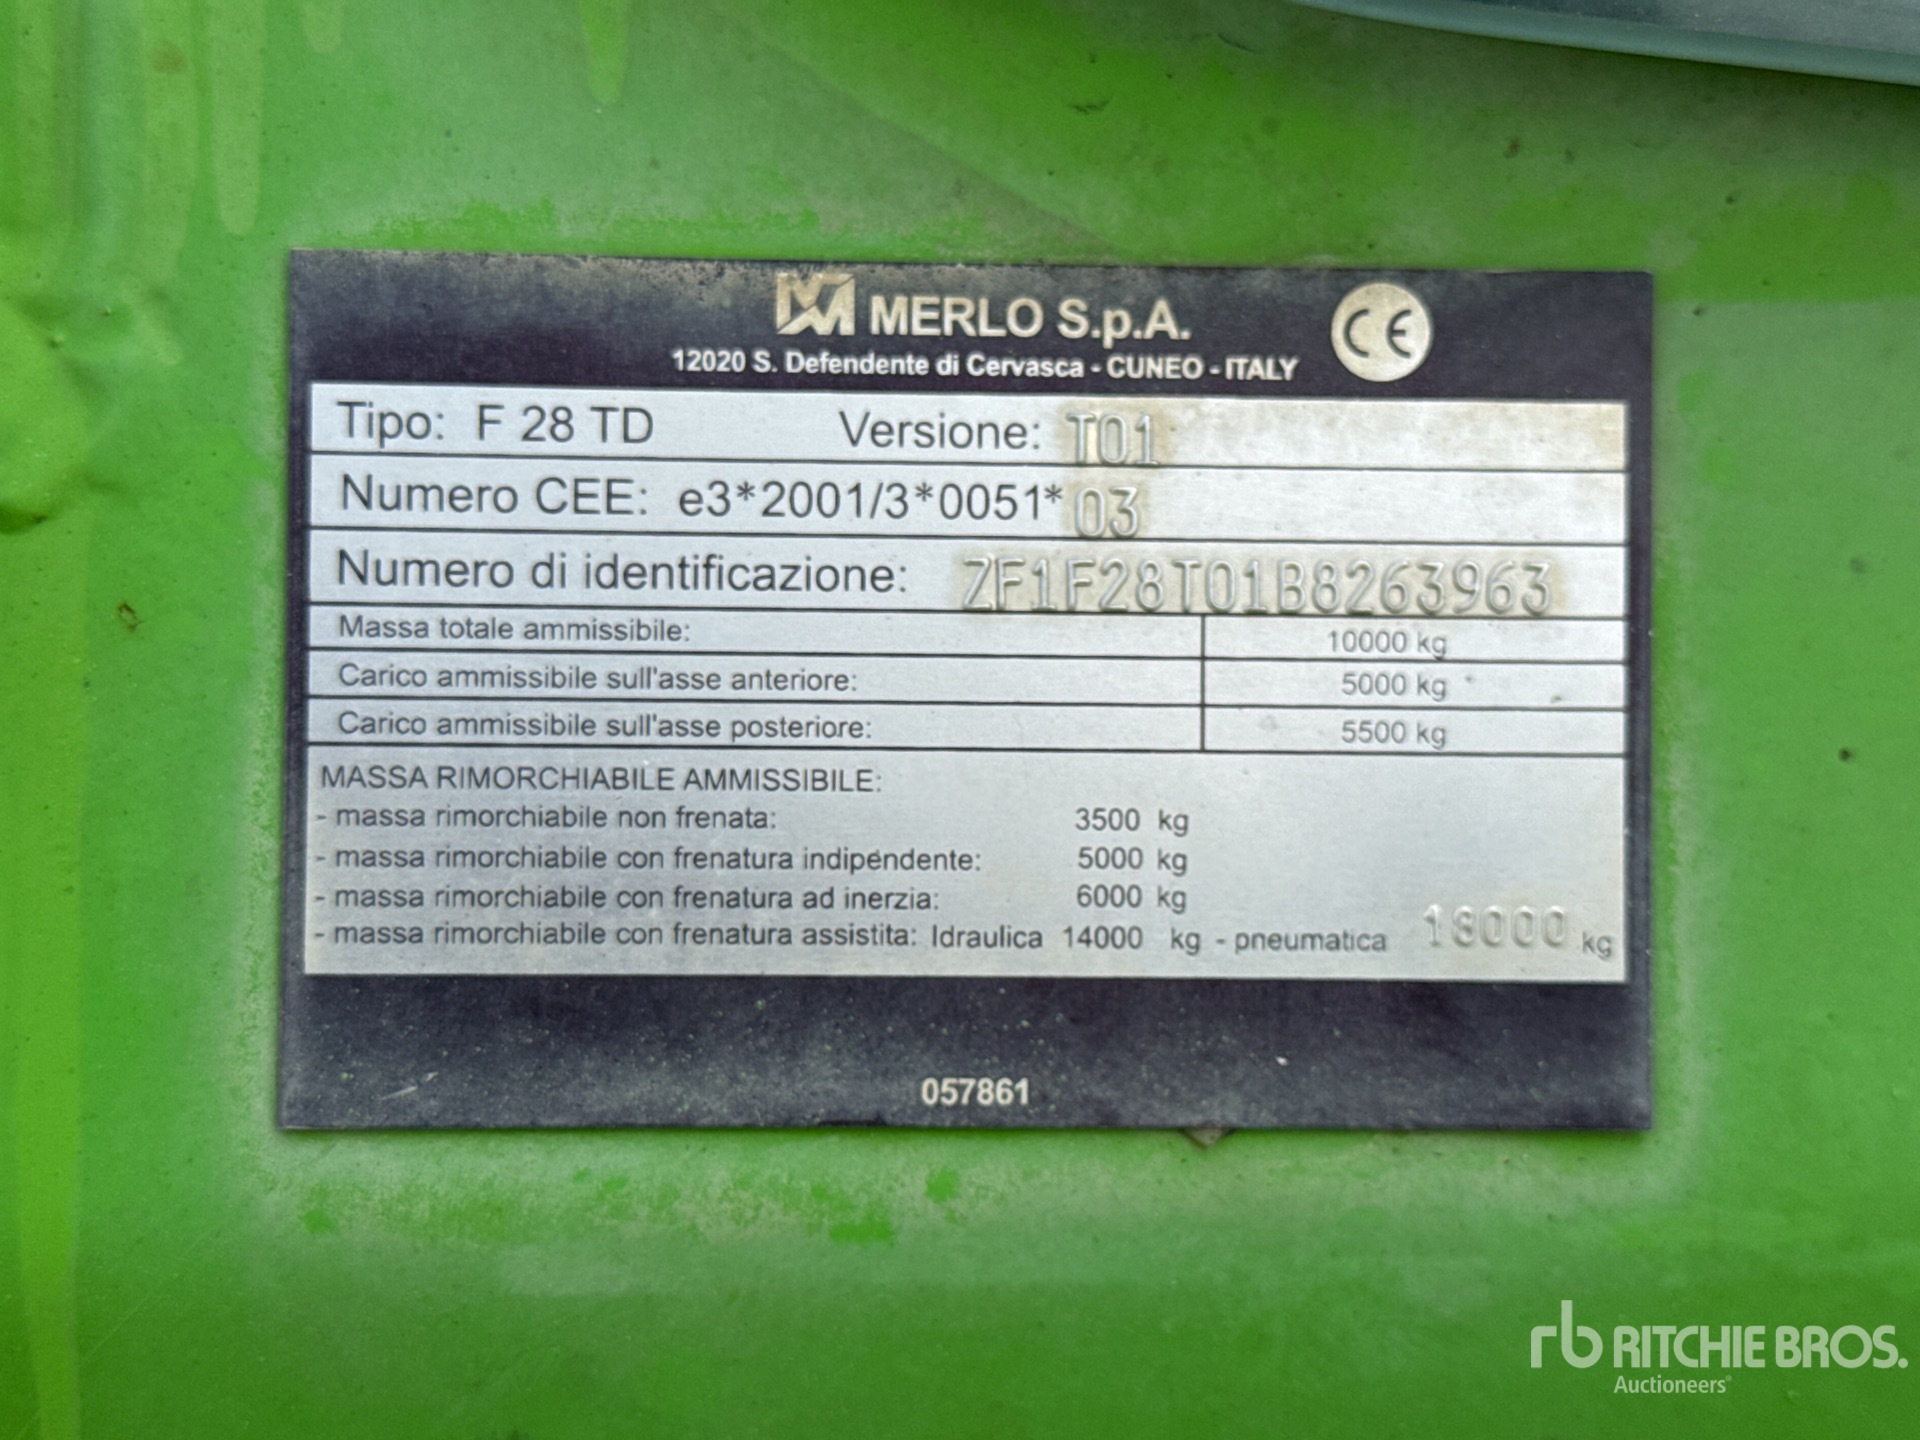 MERLO S.p.A.
CE
12020 S. Defendente di Cervasca - CUNEO - ITALY
Tipo: F 28 TD Versione: T01
Numero CEE: e3*2001/3*0051*03
Numero di identificazione: ZF1F28T01B8263963
Massa totale ammissibile: 10000 kg
Carico ammissibile sull'asse anteriore: 5000 kg
Carico ammissibile sull'asse posteriore: 5500 kg
MASSA RIMORCHIABILE AMMISSIBILE:
- massa rimorchiabile non frenata: 3500 kg
- massa rimorchiabile con frenatura indipendente: 5000 kg
- massa rimorchiabile con frenatura ad inerzia: 6000 kg
- massa rimorchiabile con frenatura assistita: Idraulica 14000 kg - pneumatica 18000 kg
057861
rb RITCHIE BROS.
Auctioneers